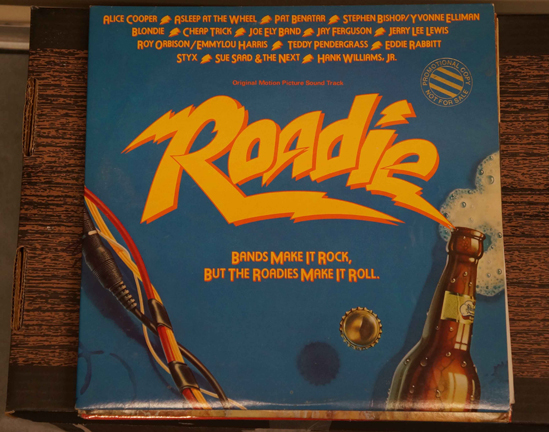 ALICE COOPER ASLEEP AT THE WHEEL PAT BENATAR STEPHEN BISHOP/YVONNE ELLIMAN
BLONDIE CHEAP TRICK JOE ELY BAND JAY FERGUSON JERRY LEE LEWIS
ROY ORBISON/EMMYLOU HARRIS TEDDY PENDERGRASS EDDIE RABBITT
STYX SUE SAAD & THE NEXT HANK WILLIAMS, JR.
Original Motion Picture Sound Track
PROMOTIONAL COPY
NOT FOR SALE
Roadie
BANDS MAKE IT ROCK,
BUT THE ROADIES MAKE IT ROLL.